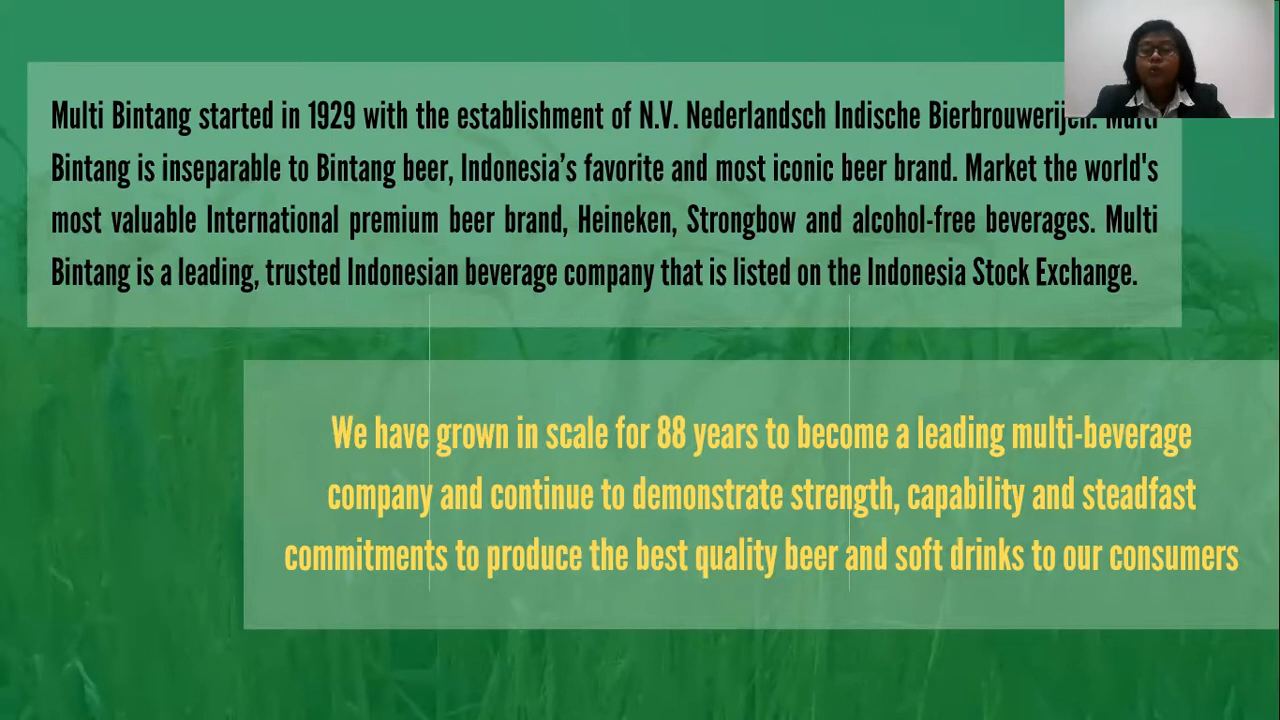 Multi Bintang started in 1929 with the establishment of N.V. Nederlandsch Indische Bierbrouwerijen. Multi
Bintang is inseparable to Bintang beer, Indonesia’s favorite and most iconic beer brand. Market the world's
most valuable International premium beer brand, Heineken, Strongbow and alcohol-free beverages. Multi
Bintang is a leading, trusted Indonesian beverage company that is listed on the Indonesia Stock Exchange.
We have grown in scale for 88 years to become a leading multi-beverage
company and continue to demonstrate strength, capability and steadfast
commitments to produce the best quality beer and soft drinks to our consumers